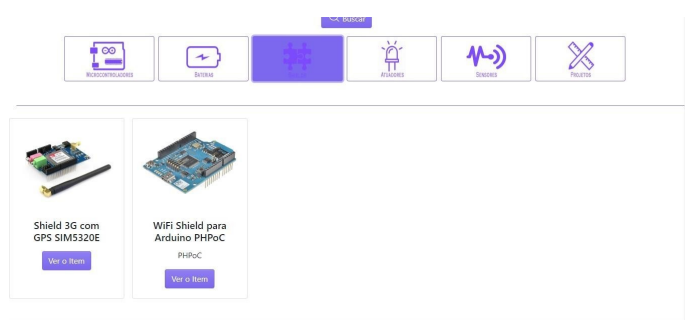 Buscar
MICROCONTROLADORES
BATERIAS
ATUADORES
SENSORES
PROJETOS
Shield 3G com
GPS SIM5320E
Ver o Item
WiFi Shield para
Arduino PHPoC
PHPoC
Ver o Item